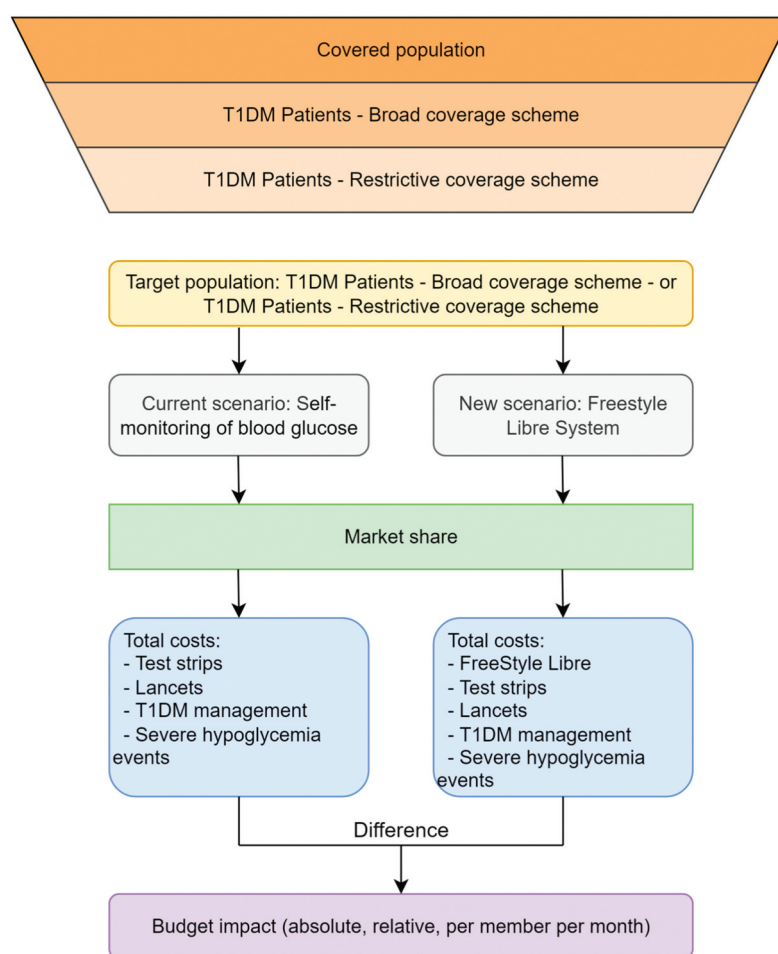 Covered population
T1DM Patients - Broad coverage scheme
T1DM Patients - Restrictive coverage scheme
Target population: T1DM Patients - Broad coverage scheme - or
T1DM Patients - Restrictive coverage scheme
Current scenario: Self-
monitoring of blood glucose
New scenario: Freestyle
Libre System
Market share
Total costs:
- Test strips
- Lancets
- T1DM management
- Severe hypoglycemia
events
Total costs:
- FreeStyle Libre
- Test strips
- Lancets
- T1DM management
- Severe hypoglycemia
events
Difference
Budget impact (absolute, relative, per member per month)